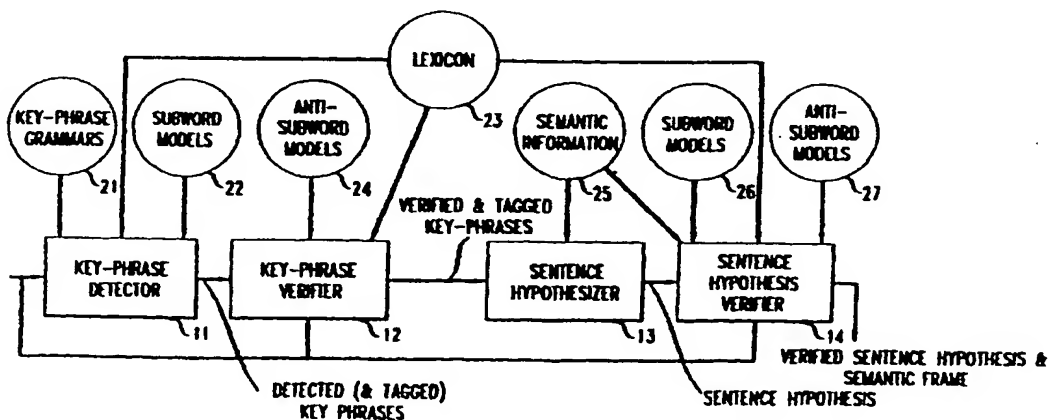 LEXICON
23
KEY-PHRASE
GRAMMARS
21
SUBWORD
MODELS
22
ANTI-
SUBWORD
MODELS
24
SEMANTIC
INFORMATION
25
SUBWORD
MODELS
26
ANTI-
SUBWORD
MODELS
27
VERIFIED & TAGGED
KEY-PHRASES
KEY-PHRASE
DETECTOR
11
KEY-PHRASE
VERIFIER
12
SENTENCE
HYPOTHESIZER
13
SENTENCE
HYPOTHESIS
VERIFIER
14
DETECTED (& TAGGED)
KEY PHRASES
SENTENCE HYPOTHESIS
VERIFIED SENTENCE HYPOTHESIS &
SEMANTIC FRAME